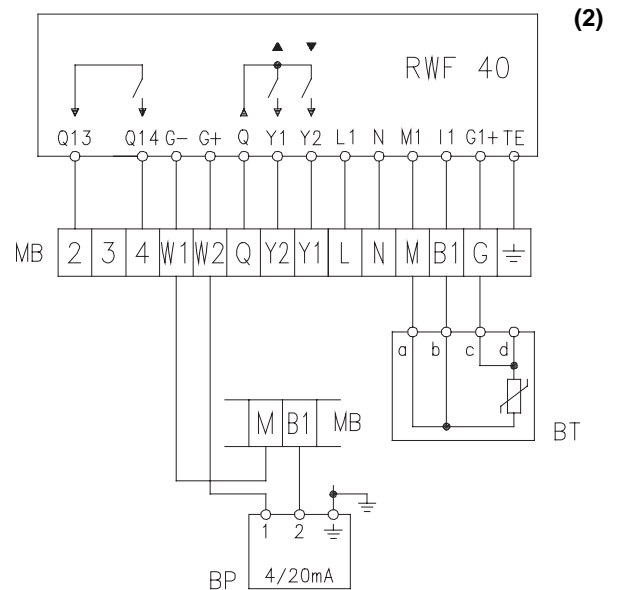 (2)
RWF 40
Q13 Q14 G- G+ Q Y1 Y2 L1 N M1 I1 G1+ TE
MB 2 3 4 W1 W2 Q Y2 Y1 L N M B1 G
a b c d
BT
M B1 MB
1 2
BP 4/20mA